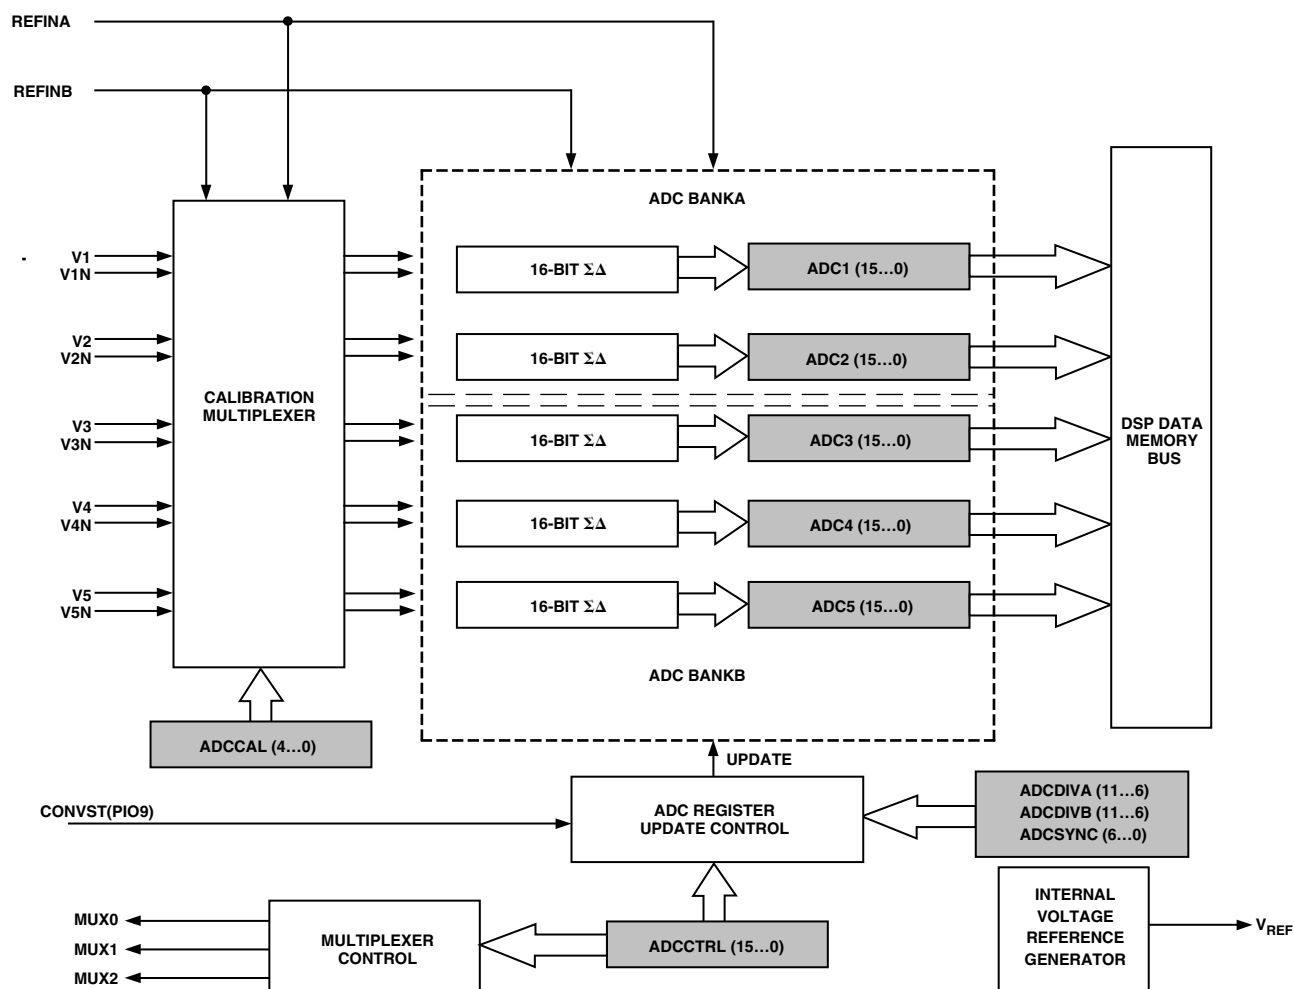 REFINA
REFINB
ADC BANKA
V1
V1N
16-BIT ΣΔ
ADC1 (15...0)
V2
V2N
16-BIT ΣΔ
ADC2 (15...0)
CALIBRATION
MULTIPLEXER
V3
V3N
16-BIT ΣΔ
ADC3 (15...0)
DSP DATA
MEMORY
BUS
V4
V4N
16-BIT ΣΔ
ADC4 (15...0)
V5
V5N
16-BIT ΣΔ
ADC5 (15...0)
ADC BANKB
ADCCAL (4...0)
UPDATE
CONVST(PIO9)
ADC REGISTER
UPDATE CONTROL
ADCDIVA (11...6)
ADCDIVB (11...6)
ADCSYNC (6...0)
MUX0
MUX1
MUX2
MULTIPLEXER
CONTROL
ADCCTRL (15...0)
INTERNAL
VOLTAGE
REFERENCE
GENERATOR
VREF